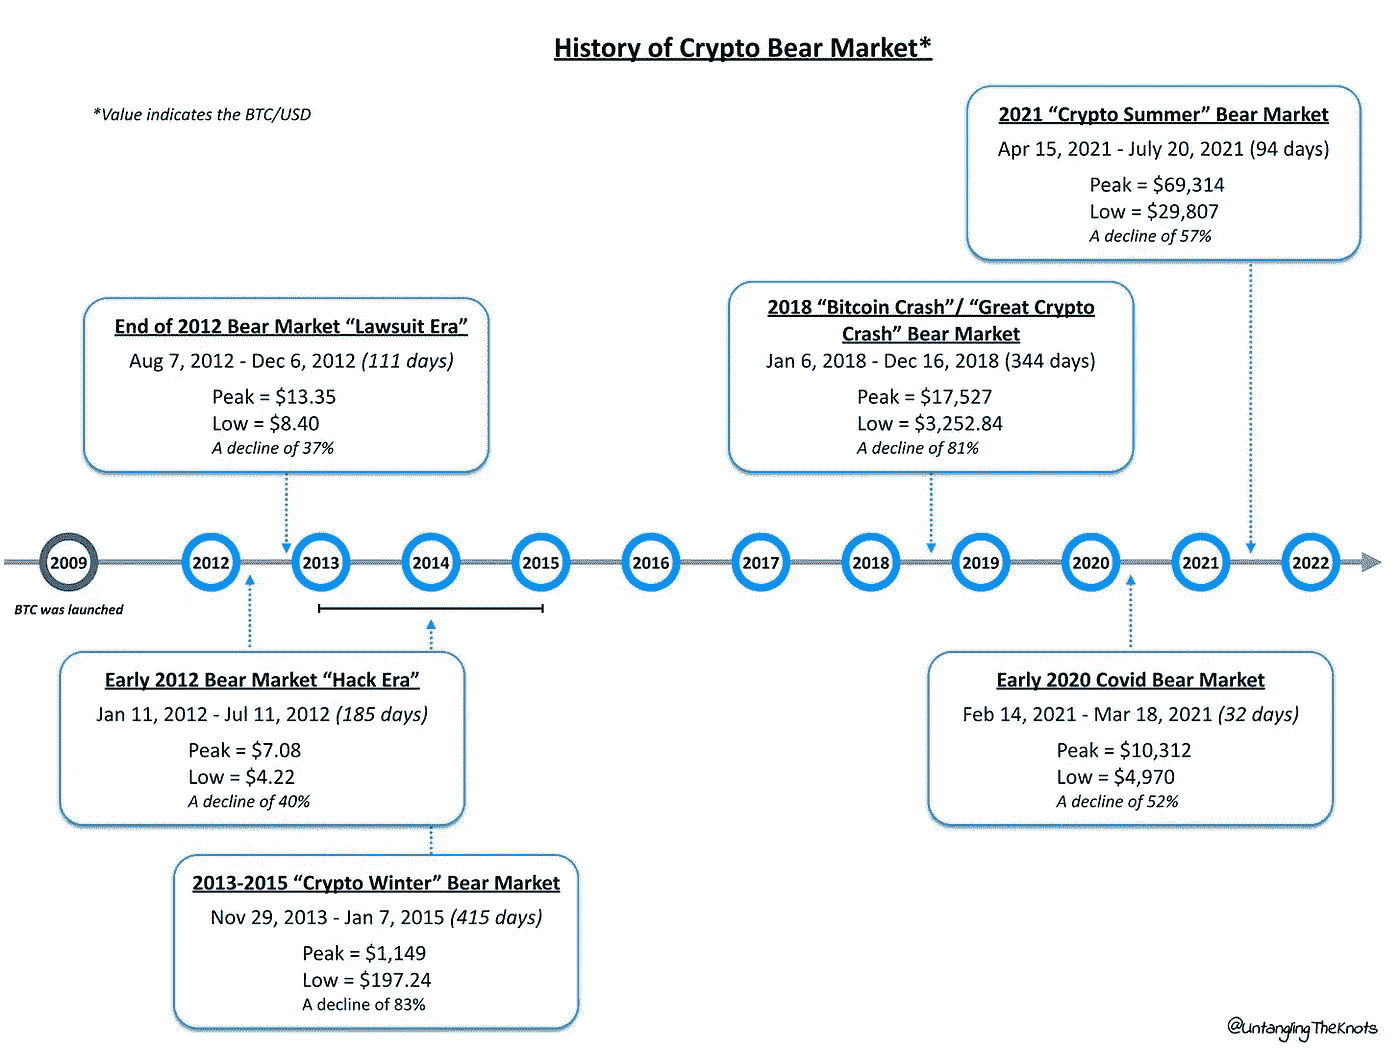 History of Crypto Bear Market*
*Value indicates the BTC/USD
2021 “Crypto Summer” Bear Market
Apr 15, 2021 - July 20, 2021 (94 days)
Peak = $69,314
Low = $29,807
A decline of 57%
2018 “Bitcoin Crash”/ “Great Crypto
Crash” Bear Market
Jan 6, 2018 - Dec 16, 2018 (344 days)
Peak = $17,527
Low = $3,252.84
A decline of 81%
End of 2012 Bear Market “Lawsuit Era”
Aug 7, 2012 - Dec 6, 2012 (111 days)
Peak = $13.35
Low = $8.40
A decline of 37%
2009
2012
2013
2014
2015
2016
2017
2018
2019
2020
2021
2022
BTC was launched
Early 2012 Bear Market “Hack Era”
Jan 11, 2012 - Jul 11, 2012 (185 days)
Peak = $7.08
Low = $4.22
A decline of 40%
Early 2020 Covid Bear Market
Feb 14, 2021 - Mar 18, 2021 (32 days)
Peak = $10,312
Low = $4,970
A decline of 52%
2013-2015 “Crypto Winter” Bear Market
Nov 29, 2013 - Jan 7, 2015 (415 days)
Peak = $1,149
Low = $197.24
A decline of 83%
@UntanglingTheKnots